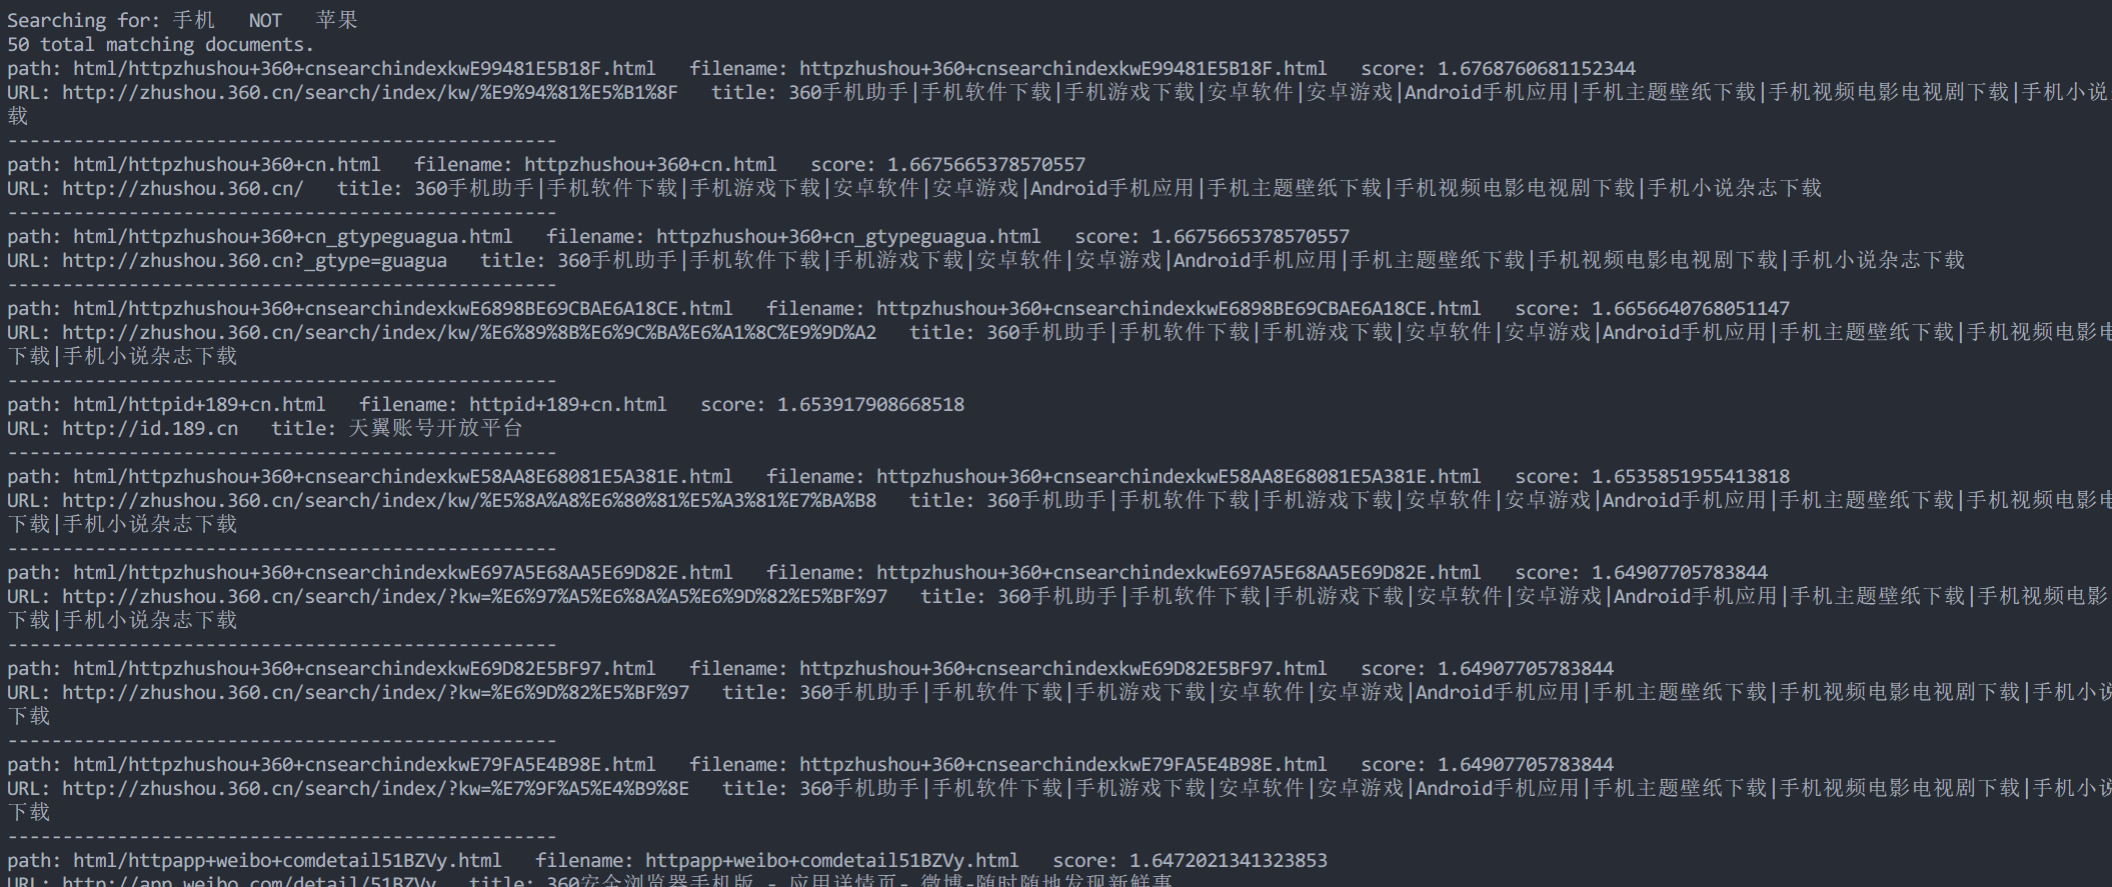 Searching for: 手机   NOT   苹果
50 total matching documents.
path: html/httpzhushou+360+cnsearchindexkwE99481E5B18F.html   filename: httpzhushou+360+cnsearchindexkwE99481E5B18F.html   score: 1.6768760681152344
URL: http://zhushou.360.cn/search/index/kw/%E9%94%81%E5%B1%8F   title: 360手机助手|手机软件下载|手机游戏下载|安卓软件|安卓游戏|Android手机应用|手机主题壁纸下载|手机视频电影电视剧下载|手机小说
载
--------------------------------------------------
path: html/httpzhushou+360+cn.html   filename: httpzhushou+360+cn.html   score: 1.6675665378570557
URL: http://zhushou.360.cn/   title: 360手机助手|手机软件下载|手机游戏下载|安卓软件|安卓游戏|Android手机应用|手机主题壁纸下载|手机视频电影电视剧下载|手机小说杂志下载
--------------------------------------------------
path: html/httpzhushou+360+cn_gtypeguagua.html   filename: httpzhushou+360+cn_gtypeguagua.html   score: 1.6675665378570557
URL: http://zhushou.360.cn?_gtype=guagua   title: 360手机助手|手机软件下载|手机游戏下载|安卓软件|安卓游戏|Android手机应用|手机主题壁纸下载|手机视频电影电视剧下载|手机小说杂志下载
--------------------------------------------------
path: html/httpzhushou+360+cnsearchindexkwE6898BE69CBAE6A18CE.html   filename: httpzhushou+360+cnsearchindexkwE6898BE69CBAE6A18CE.html   score: 1.6656640768051147
URL: http://zhushou.360.cn/search/index/kw/%E6%89%8B%E6%9C%BA%E6%A1%8C%E9%9D%A2   title: 360手机助手|手机软件下载|手机游戏下载|安卓软件|安卓游戏|Android手机应用|手机主题壁纸下载|手机视频电影电
下载|手机小说杂志下载
--------------------------------------------------
path: html/httpid+189+cn.html   filename: httpid+189+cn.html   score: 1.653917908668518
URL: http://id.189.cn   title: 天翼账号开放平台
--------------------------------------------------
path: html/httpzhushou+360+cnsearchindexkwE58AA8E68081E5A381E.html   filename: httpzhushou+360+cnsearchindexkwE58AA8E68081E5A381E.html   score: 1.6535851955413818
URL: http://zhushou.360.cn/search/index/kw/%E5%8A%A8%E6%80%81%E5%A3%81%E7%BA%B8   title: 360手机助手|手机软件下载|手机游戏下载|安卓软件|安卓游戏|Android手机应用|手机主题壁纸下载|手机视频电影电
下载|手机小说杂志下载
--------------------------------------------------
path: html/httpzhushou+360+cnsearchindexkwE697A5E68AA5E69D82E.html   filename: httpzhushou+360+cnsearchindexkwE697A5E68AA5E69D82E.html   score: 1.64907705783844
URL: http://zhushou.360.cn/search/index/?kw=%E6%97%A5%E6%8A%A5%E6%9D%82%E5%BF%97   title: 360手机助手|手机软件下载|手机游戏下载|安卓软件|安卓游戏|Android手机应用|手机主题壁纸下载|手机视频电影
下载|手机小说杂志下载
--------------------------------------------------
path: html/httpzhushou+360+cnsearchindexkwE69D82E5BF97.html   filename: httpzhushou+360+cnsearchindexkwE69D82E5BF97.html   score: 1.64907705783844
URL: http://zhushou.360.cn/search/index/?kw=%E6%9D%82%E5%BF%97   title: 360手机助手|手机软件下载|手机游戏下载|安卓软件|安卓游戏|Android手机应用|手机主题壁纸下载|手机视频电影电视剧下载|手机小说
下载
--------------------------------------------------
path: html/httpzhushou+360+cnsearchindexkwE79FA5E4B98E.html   filename: httpzhushou+360+cnsearchindexkwE79FA5E4B98E.html   score: 1.64907705783844
URL: http://zhushou.360.cn/search/index/?kw=%E7%9F%A5%E4%B9%8E   title: 360手机助手|手机软件下载|手机游戏下载|安卓软件|安卓游戏|Android手机应用|手机主题壁纸下载|手机视频电影电视剧下载|手机小说
下载
--------------------------------------------------
path: html/httpapp+weibo+comdetail51BZVy.html   filename: httpapp+weibo+comdetail51BZVy.html   score: 1.6472021341323853
URL: http://app.weibo.com/detail/51BZVy   title: 360安全浏览器手机版 - 应用详情页- 微博-随时随地发现新鲜事